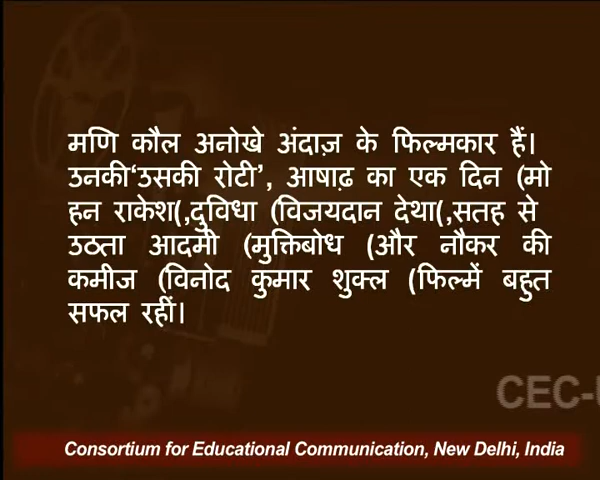 मणि कौल अनोखे अंदाज़ के फिल्मकार हैं।
उनकी‘उसकी रोटी’, आषाढ़ का एक दिन (मो
हन राकेश(,दुविधा (विजयदान देथा(,सतह से
उठता आदमी (मुक्तिबोध (और नौकर की
कमीज (विनोद कुमार शुक्ल (फिल्में बहुत
सफल रहीं।
CEC-U
Consortium for Educational Communication, New Delhi, India